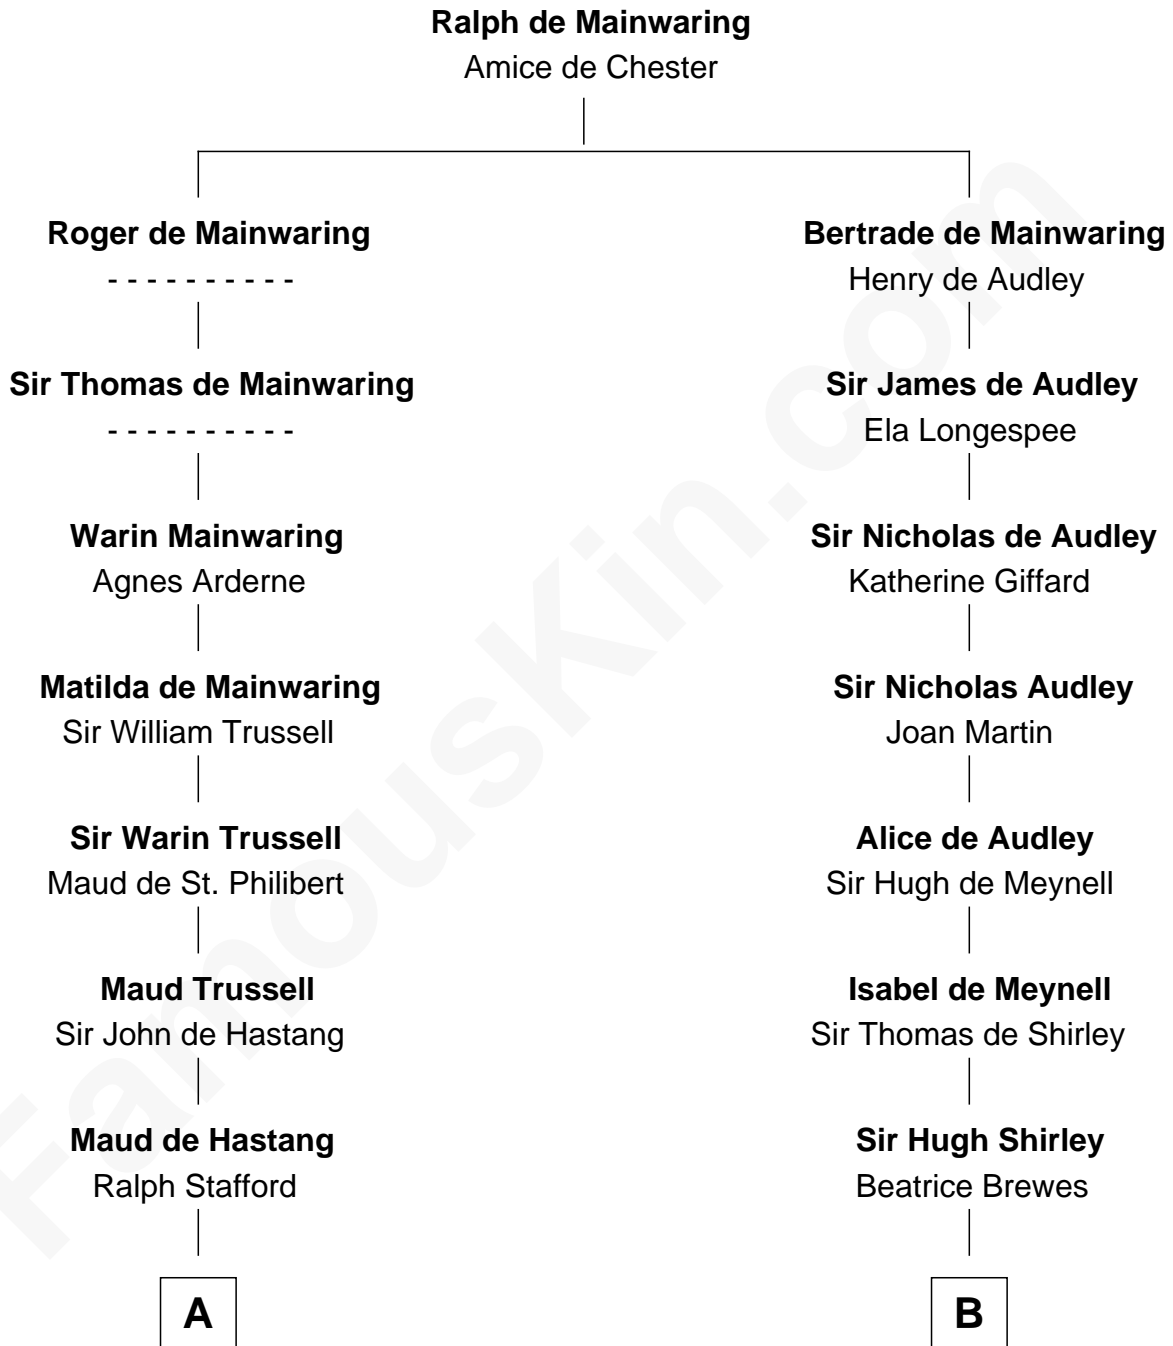 Ralph de Mainwaring
Amice de Chester
Roger de Mainwaring
- - - - - - - - - -
Sir Thomas de Mainwaring
- - - - - - - - - -
Warin Mainwaring
Agnes Arderne
Matilda de Mainwaring
Sir William Trussell
Sir Warin Trussell
Maud de St. Philibert
Maud Trussell
Sir John de Hastang
Maud de Hastang
Ralph Stafford
A
Bertrade de Mainwaring
Henry de Audley
Sir James de Audley
Ela Longespee
Sir Nicholas de Audley
Katherine Giffard
Sir Nicholas Audley
Joan Martin
Alice de Audley
Sir Hugh de Meynell
Isabel de Meynell
Sir Thomas de Shirley
Sir Hugh Shirley
Beatrice Brewes
B
FamousKin.com